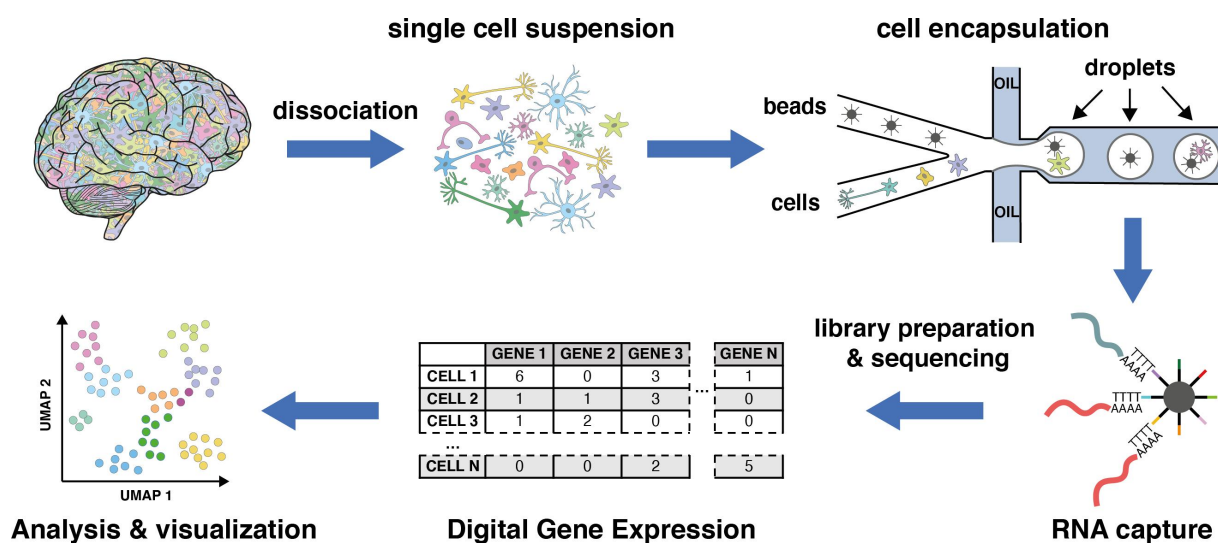 single cell suspension
cell encapsulation
dissociation
beads
cells
OIL
OIL
droplets
library preparation
& sequencing
TTTT
AAAA
TTTT
AAAA
TTTT
AAAA
RNA capture
GENE 1 GENE 2 GENE 3 GENE N
CELL 1 6 0 3 ... 1
CELL 2 1 1 3 0
CELL 3 1 2 0 0
...
CELL N 0 0 2 5
Digital Gene Expression
UMAP 2
UMAP 1
Analysis & visualization